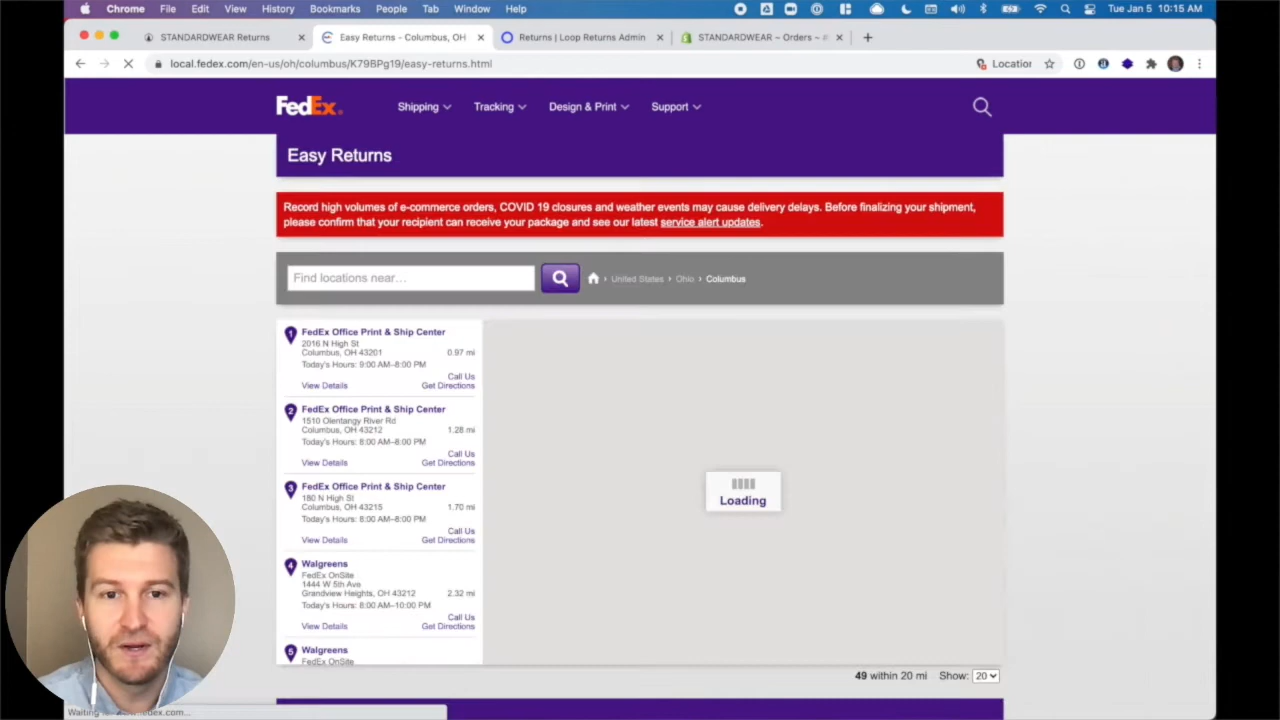 Chrome File Edit View History Bookmarks People Tab Window Help Tue Jan 5 10:15 AM
STANDARDWEAR Returns Easy Returns - Columbus, OH Returns | Loop Returns Admin STANDARDWEAR ~ Orders ~
local.fedex.com/en-us/oh/columbus/K79BPg19/easy-returns.html Location
FedEx® Shipping Tracking Design & Print Support
Easy Returns
Record high volumes of e-commerce orders, COVID 19 closures and weather events may cause delivery delays. Before finalizing your shipment,
please confirm that your recipient can receive your package and see our latest service alert updates.
Find locations near… United States › Ohio › Columbus
1 FedEx Office Print & Ship Center
2016 N High St
Columbus, OH 43201 0.97 mi
Today's Hours: 9:00 AM–8:00 PM
Call Us
View Details Get Directions
2 FedEx Office Print & Ship Center
1510 Olentangy River Rd
Columbus, OH 43212 1.28 mi
Today's Hours: 8:00 AM–8:00 PM
Call Us
View Details Get Directions
3 FedEx Office Print & Ship Center
180 N High St
Columbus, OH 43215 1.70 mi
Today's Hours: 8:00 AM–8:00 PM
Call Us
View Details Get Directions
4 Walgreens
FedEx OnSite
1444 W 5th Ave
Grandview Heights, OH 43212 2.32 mi
Today's Hours: 8:00 AM–10:00 PM
Call Us
View Details Get Directions
5 Walgreens
FedEx OnSite
Loading
49 within 20 mi Show: 20
Waiting